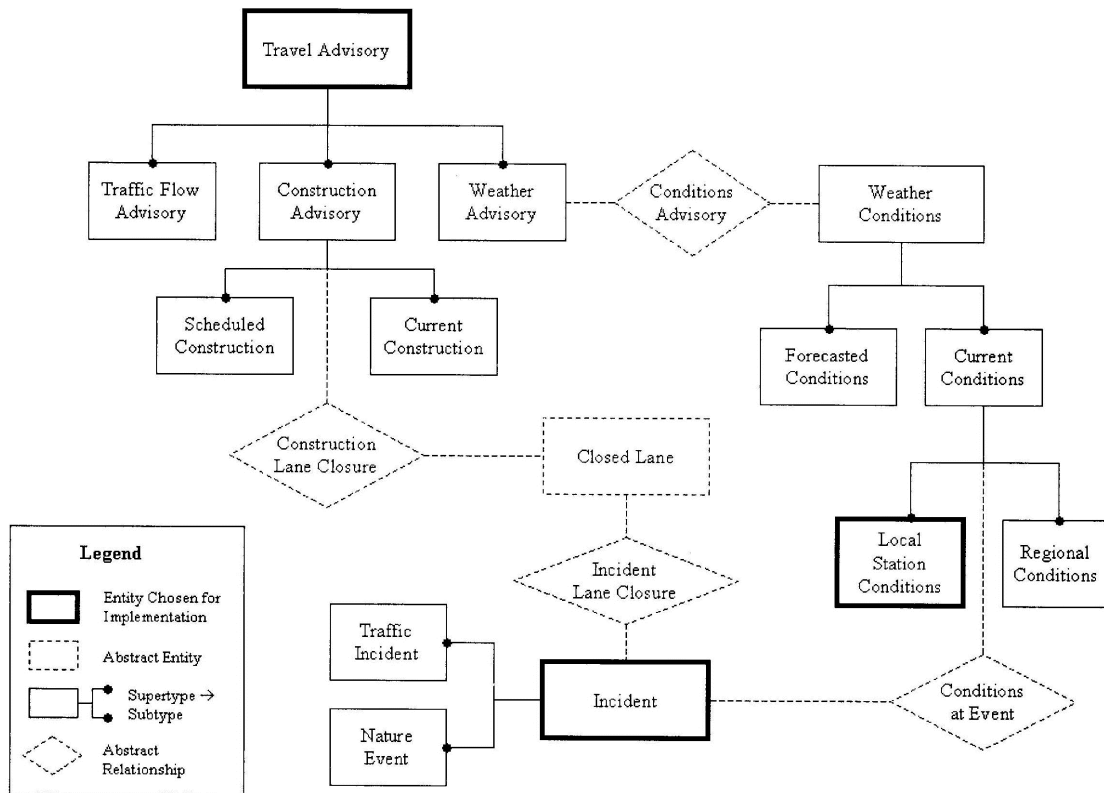 Travel Advisory
Traffic Flow
Advisory
Construction
Advisory
Weather
Advisory
Conditions
Advisory
Weather
Conditions
Scheduled
Construction
Current
Construction
Forecasted
Conditions
Current
Conditions
Construction
Lane Closure
Closed Lane
Local
Station
Conditions
Regional
Conditions
Incident
Lane Closure
Traffic
Incident
Incident
Nature
Event
Conditions
at Event
Legend
Entity Chosen for
Implementation
Abstract Entity
Supertype →
Subtype
Abstract
Relationship